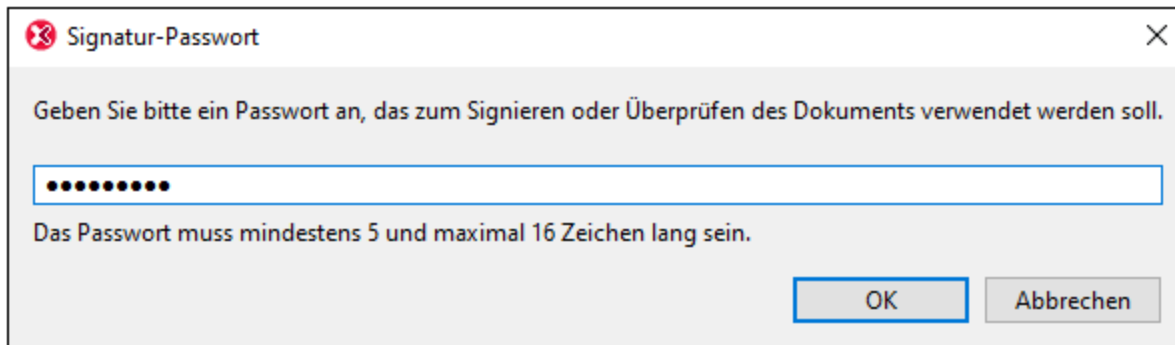 Signatur-Passwort
Geben Sie bitte ein Passwort an, das zum Signieren oder Überprüfen des Dokuments verwendet werden soll.
•••••••••
Das Passwort muss mindestens 5 und maximal 16 Zeichen lang sein.
OK Abbrechen